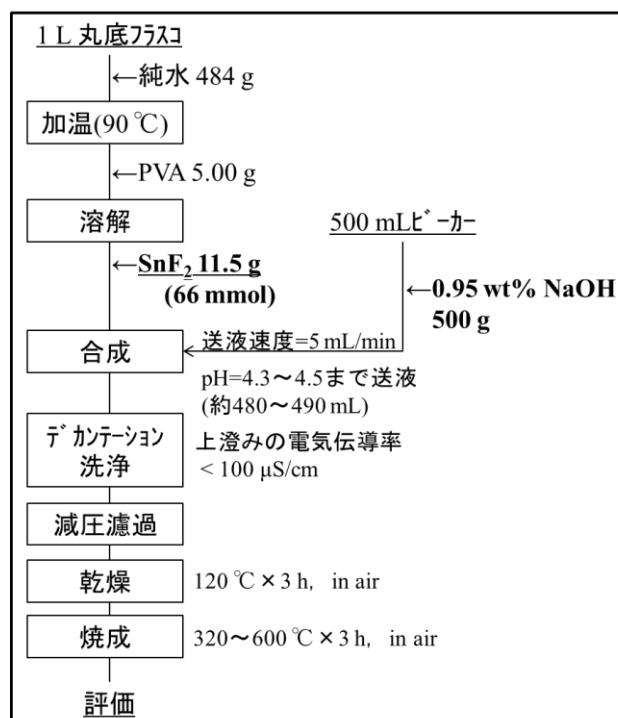 1 L 丸底ﾌﾗｽｺ
←純水 484 g
加温(90 ℃)
←PVA 5.00 g
溶解
500 mLﾋﾞｰｶｰ
←SnF2 11.5 g
(66 mmol)
←0.95 wt% NaOH
500 g
合成
送液速度=5 mL/min
pH=4.3～4.5まで送液
(約480～490 mL)
ﾃﾞｶﾝﾃｰｼｮﾝ
洗浄
上澄みの電気伝導率
< 100 μS/cm
減圧濾過
乾燥
120 ℃ × 3 h, in air
焼成
320～600 ℃ × 3 h, in air
評価